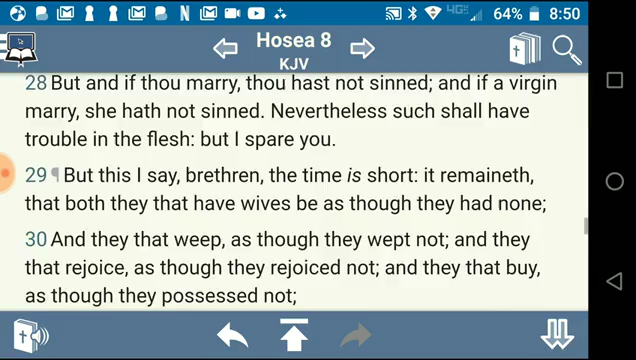 4G 64% 8:50
Hosea 8
KJV
28 But and if thou marry, thou hast not sinned; and if a virgin
marry, she hath not sinned. Nevertheless such shall have
trouble in the flesh: but I spare you.
29 ¶ But this I say, brethren, the time is short: it remaineth,
that both they that have wives be as though they had none;
30 And they that weep, as though they wept not; and they
that rejoice, as though they rejoiced not; and they that buy,
as though they possessed not;